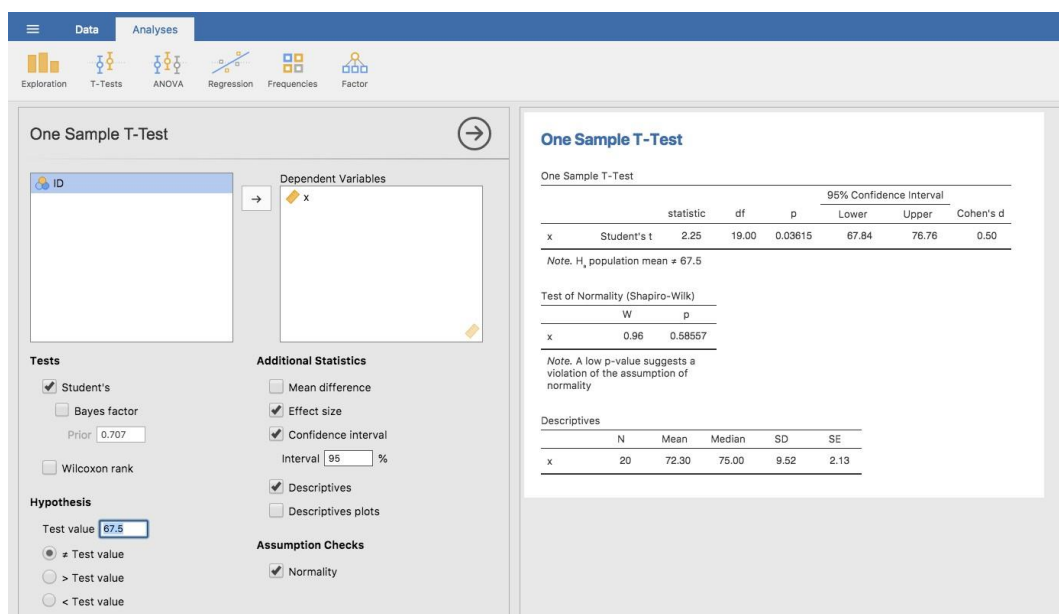 Data Analyses
Exploration T-Tests ANOVA Regression Frequencies Factor
One Sample T-Test
ID
Dependent Variables
x
Tests
Student's
Bayes factor
Prior 0.707
Wilcoxon rank
Hypothesis
Test value 67.5
≠ Test value
> Test value
< Test value
Additional Statistics
Mean difference
Effect size
Confidence interval
Interval 95 %
Descriptives
Descriptives plots
Assumption Checks
Normality
One Sample T-Test
One Sample T-Test
95% Confidence Interval
statistic df p Lower Upper Cohen's d
x Student's t 2.25 19.00 0.03615 67.84 76.76 0.50
Note. Hₐ population mean ≠ 67.5
Test of Normality (Shapiro-Wilk)
W p
x 0.96 0.58557
Note. A low p-value suggests a
violation of the assumption of
normality
Descriptives
N Mean Median SD SE
x 20 72.30 75.00 9.52 2.13